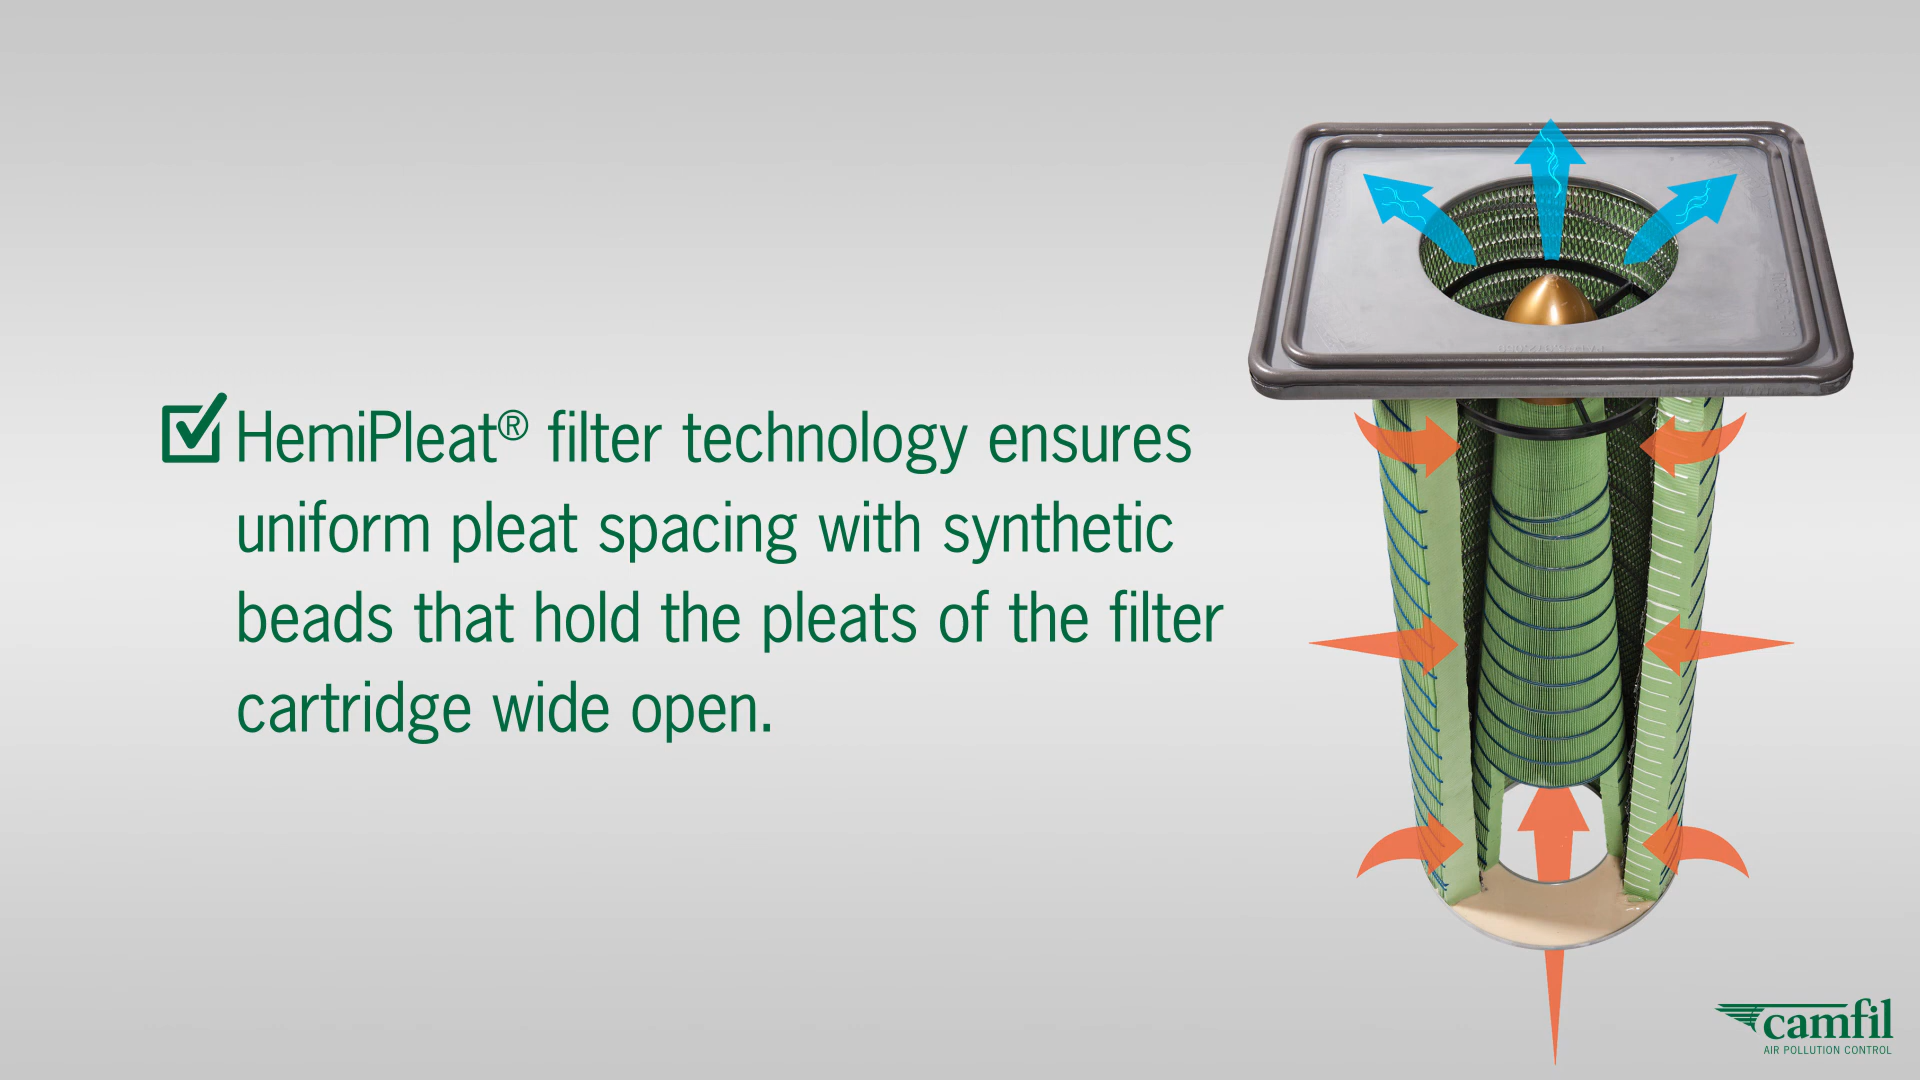 HemiPleat® filter technology ensures
uniform pleat spacing with synthetic
beads that hold the pleats of the filter
cartridge wide open.
camfil
AIR POLLUTION CONTROL